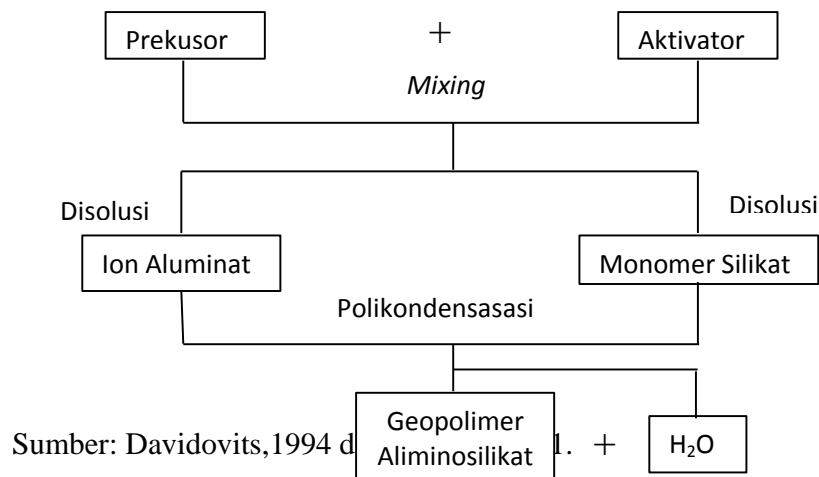 Prekusor + Aktivator
Mixing
Disolusi Disolusi
Ion Aluminat Monomer Silikat
Polikondensasasi
Geopolimer
Aliminosilikat + H₂O
Sumber: Davidovits,1994 d 1.